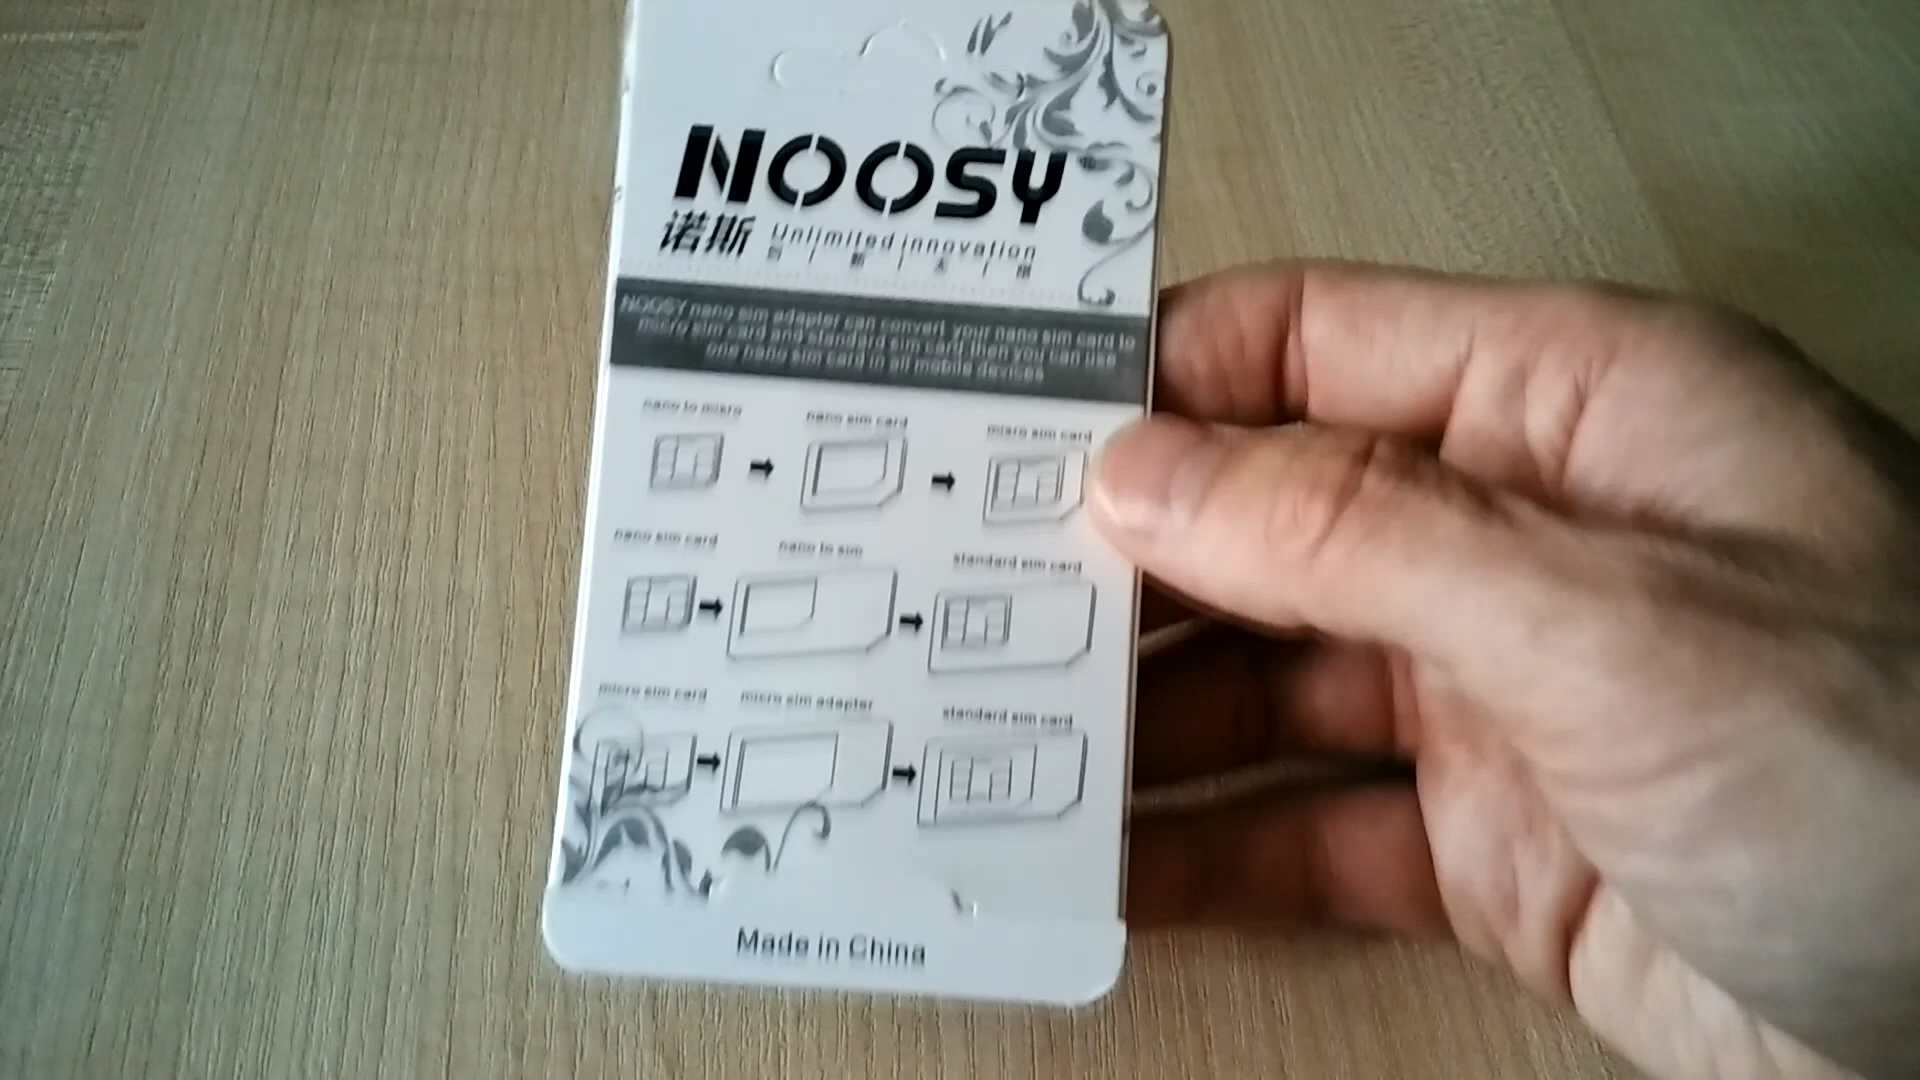 NOOSY
诺斯 Unlimited innovation
NOOSY nano sim adapter can convert your nano sim card to
micro sim card and standard sim card then you can use
one nano sim card in all mobile devices
nano to micro nano sim card micro sim card
nano sim card nano to sim standard sim card
micro sim card micro sim adapter standard sim card
Made in China